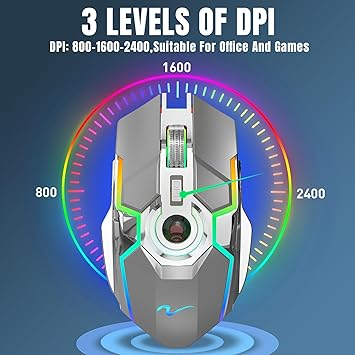 3 LEVELS OF DPI
DPI: 800-1600-2400,Suitable For Office And Games
1600
800
2400